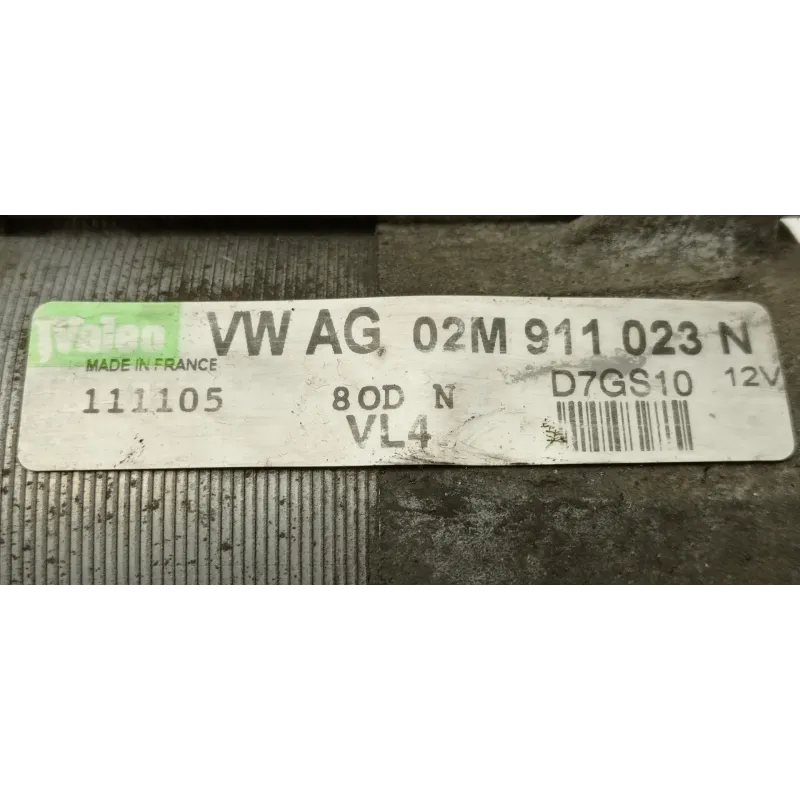 Valeo VW AG 02M 911 023 N
MADE IN FRANCE D7GS10 12V
111105 80D N
VL4